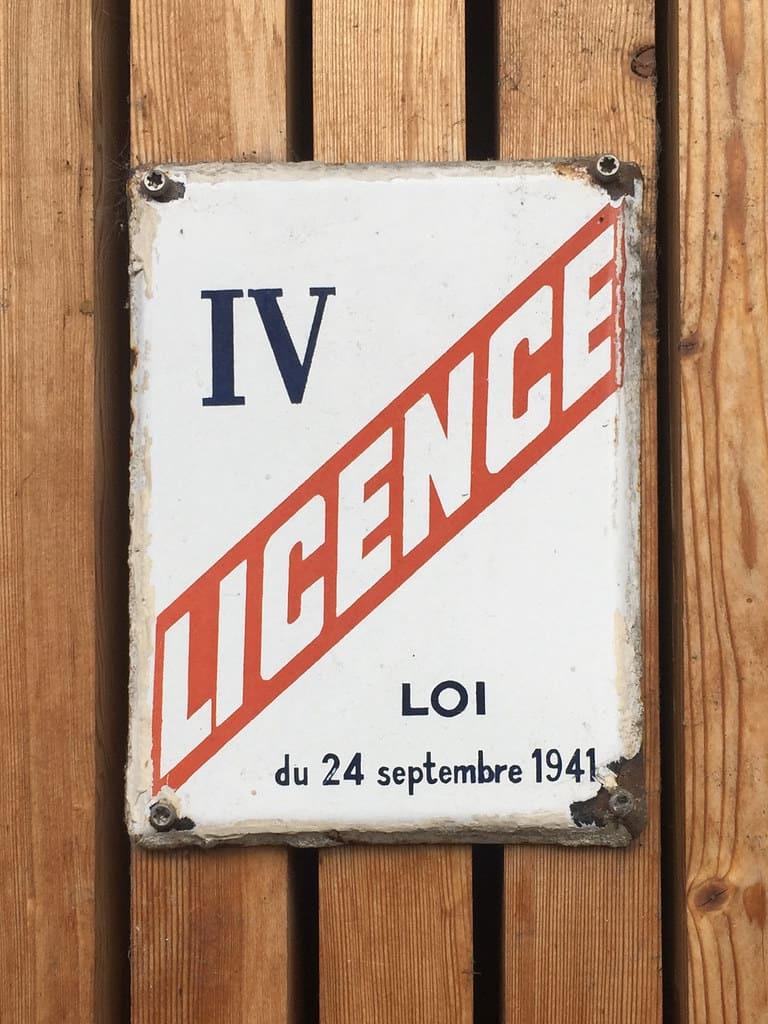 IV
LICENCE
LOI
du 24 septembre 1941